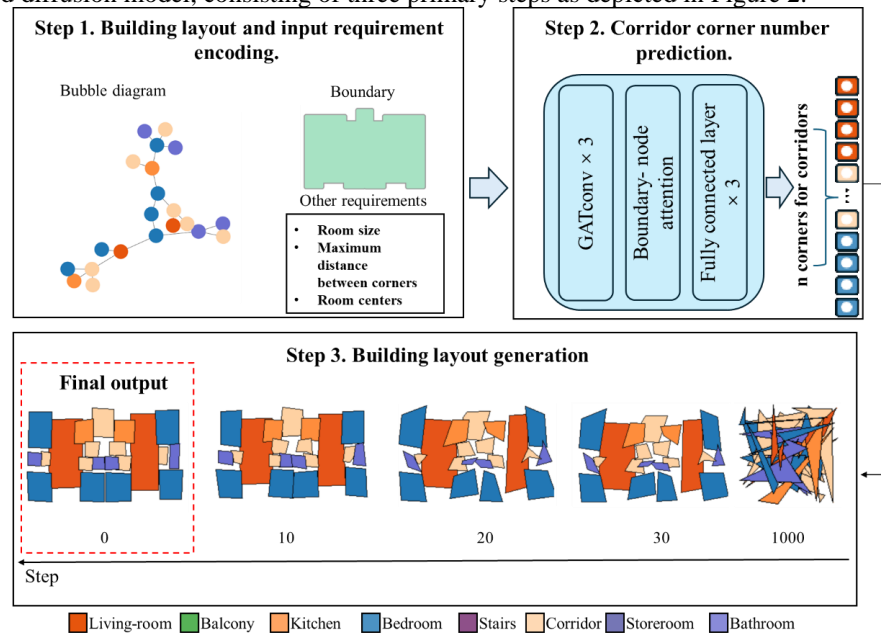 d diffusion model, consisting of three primary steps as depicted in Figure 2.
Step 1. Building layout and input requirement
encoding.
Bubble diagram
Boundary
Other requirements
• Room size
• Maximum
distance
between corners
• Room centers
Step 2. Corridor corner number
prediction.
GATconv × 3
Boundary- node
attention
Fully connected layer
× 3
n corners for corridors
...
Step 3. Building layout generation
Final output
0
10
20
30
1000
Step
Living-room
Balcony
Kitchen
Bedroom
Stairs
Corridor
Storeroom
Bathroom